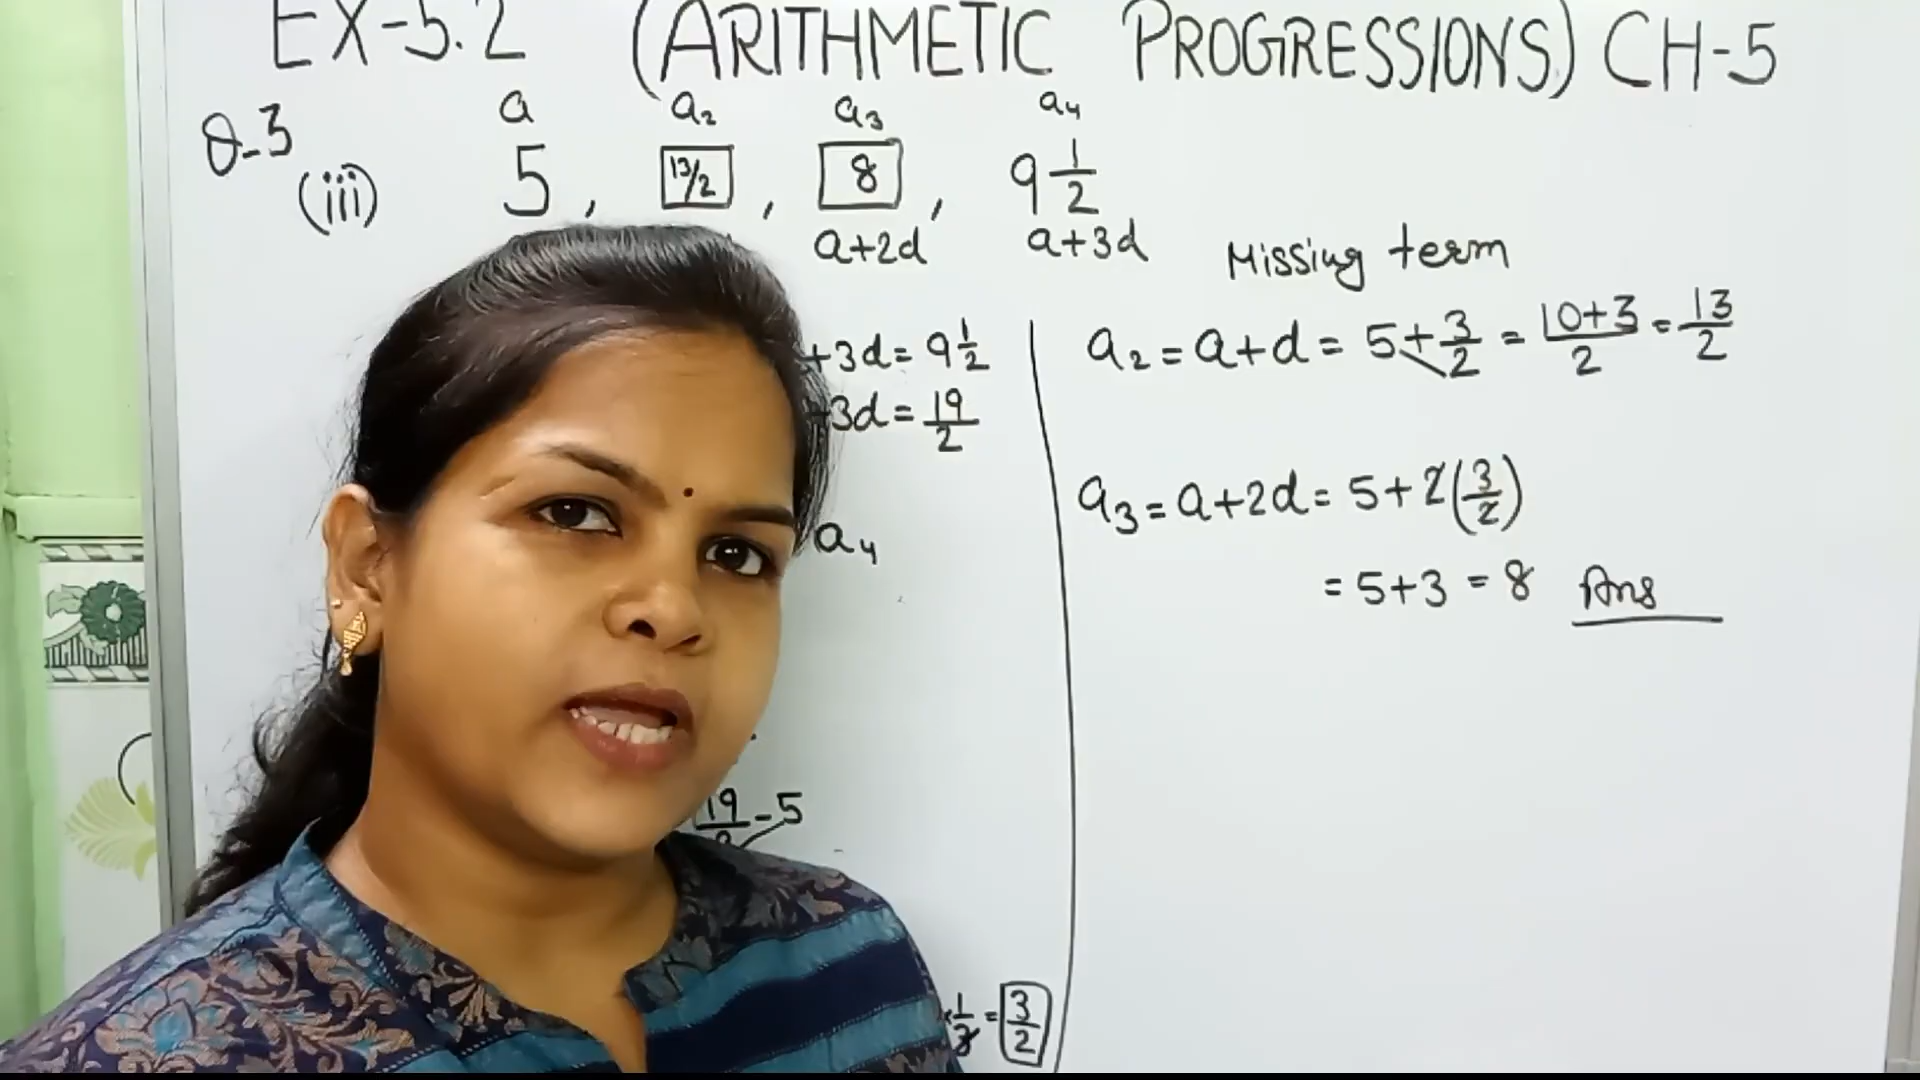 EX-5.2 (ARITHMETIC PROGRESSIONS) CH-5
a a₂ a₃ a₄
Q-3
(iii) 5, 13/2, 8, 9 1/2
a+2d a+3d
Missing term
+3d = 9 1/2
+3d = 19/2
a₂ = a+d = 5+3/2 = 10+3/2 = 13/2
a₄
a₃ = a+2d = 5+2(3/2)
= 5+3 = 8 Ans
19/2 - 5
×1/3 = 3/2